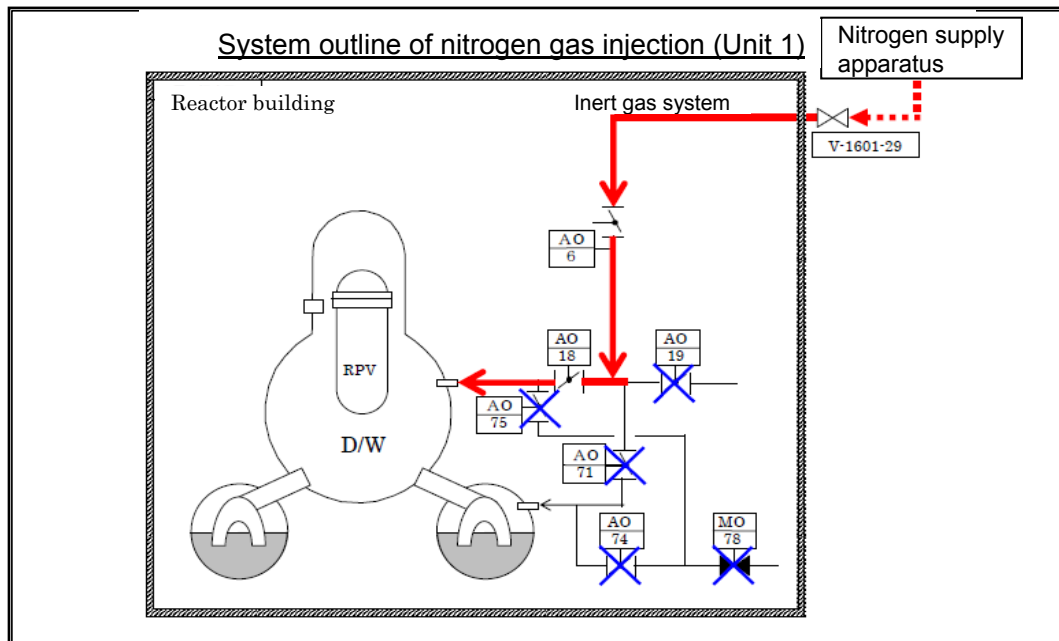 System outline of nitrogen gas injection (Unit 1)
Nitrogen supply
apparatus
Reactor building
Inert gas system
V-1601-29
AO
6
AO
18
AO
19
RPV
AO
75
D/W
AO
71
AO
74
MO
78